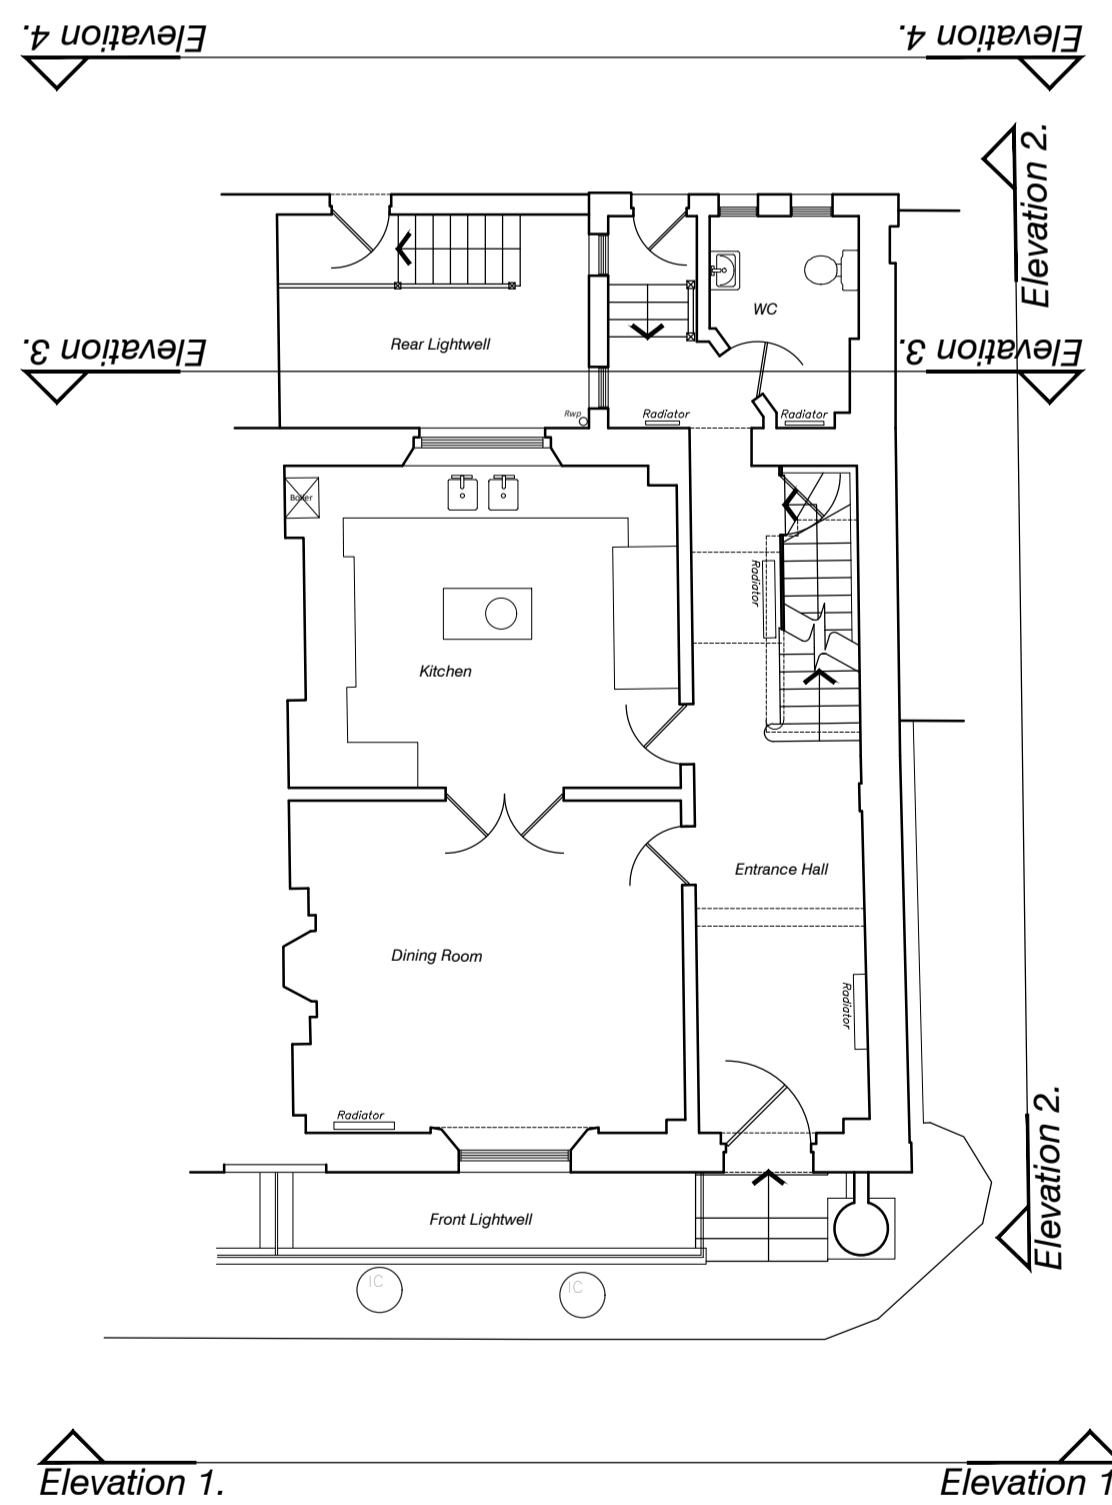 Elevation 4.
Elevation 4.
Elevation 2.
WC
Elevation 3.
Rear Lightwell
Elevation 3.
Rwp
Radiator
Radiator
Boiler
Radiator
Kitchen
Entrance Hall
Dining Room
Radiator
Radiator
Elevation 2.
Front Lightwell
IC
IC
Elevation 1.
Elevation 1